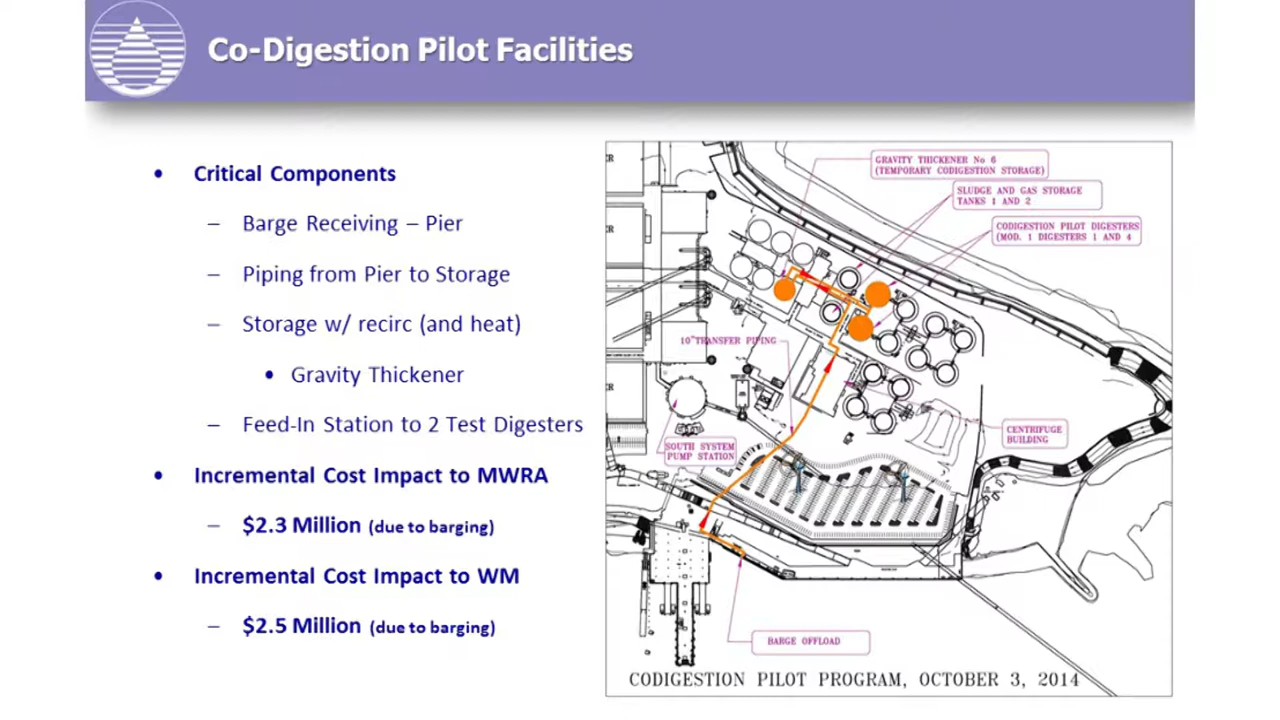 Co-Digestion Pilot Facilities
• Critical Components
– Barge Receiving – Pier
– Piping from Pier to Storage
– Storage w/ recirc (and heat)
• Gravity Thickener
– Feed-In Station to 2 Test Digesters
• Incremental Cost Impact to MWRA
– $2.3 Million (due to barging)
• Incremental Cost Impact to WM
– $2.5 Million (due to barging)
GRAVITY THICKENER No 6
(TEMPORARY CODIGESTION STORAGE)
SLUDGE AND GAS STORAGE
TANKS 1 AND 2
CODIGESTION PILOT DIGESTERS
(MOD. 1 DIGESTERS 1 AND 4
10"TRANSFER PIPING
CENTRIFUGE
BUILDING
SOUTH SYSTEM
PUMP STATION
BARGE OFFLOAD
CODIGESTION PILOT PROGRAM, OCTOBER 3, 2014